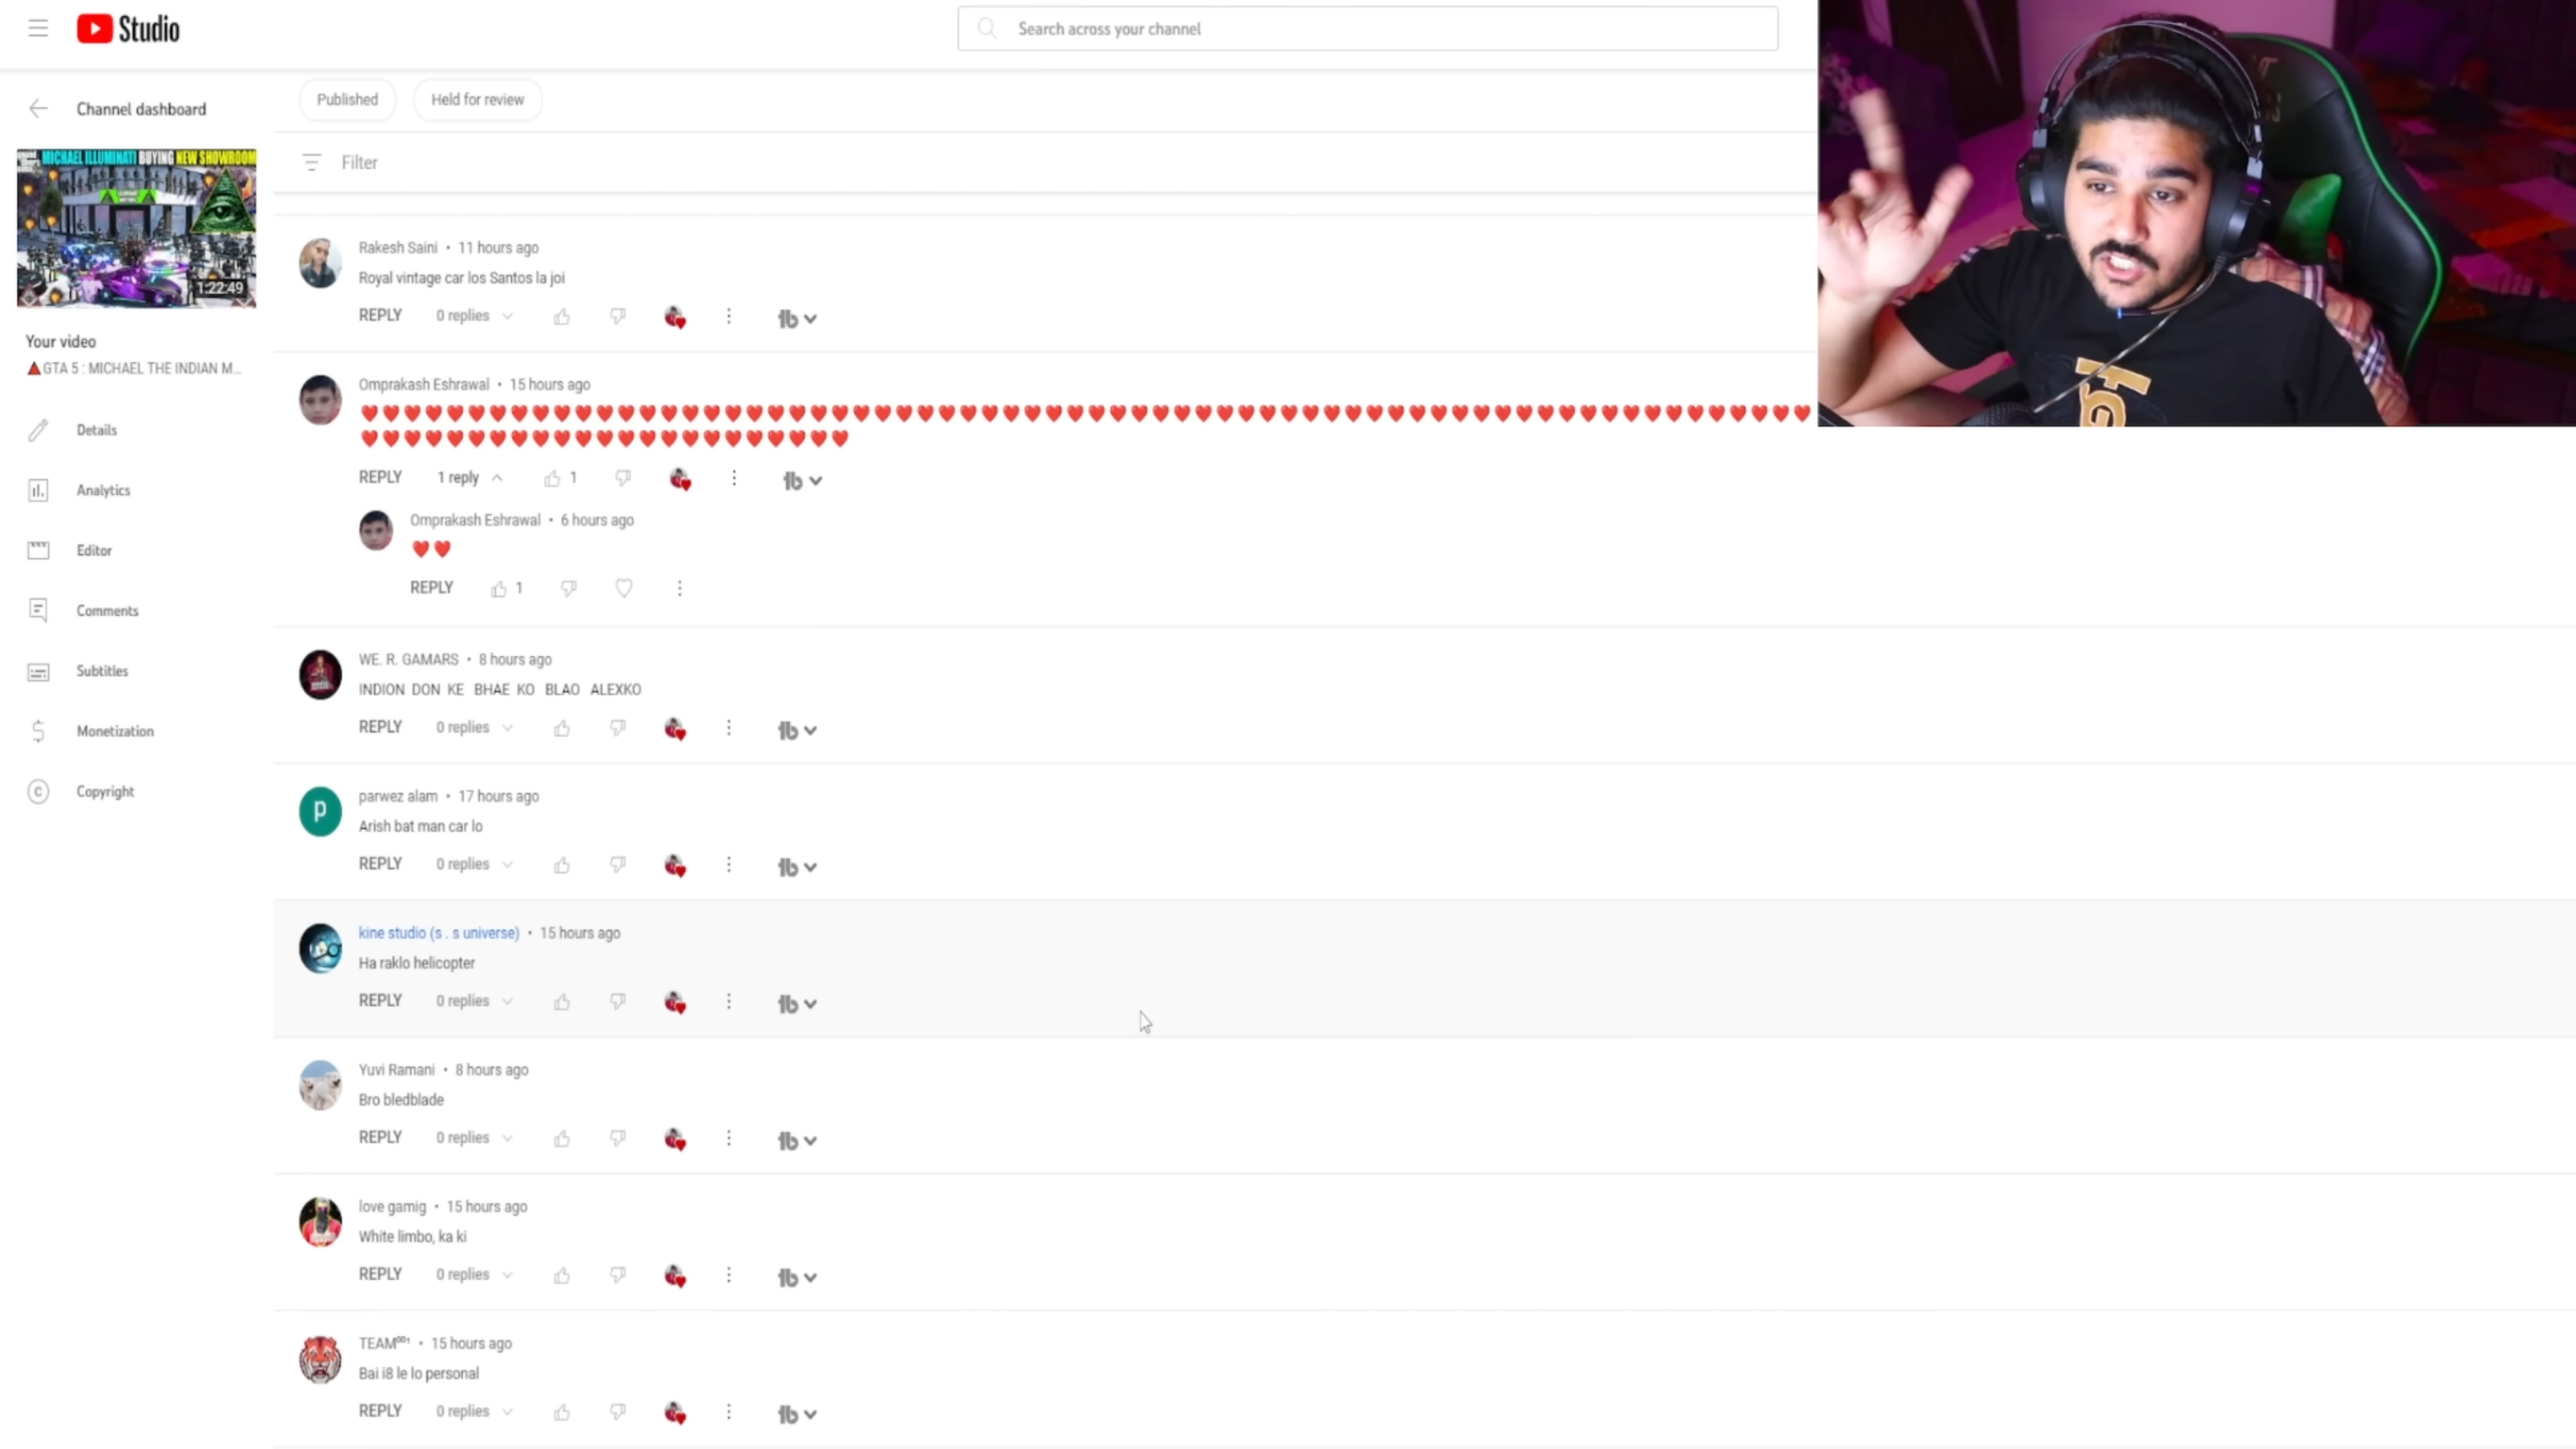 Studio
Search across your channel
Channel dashboard
Published
Held for review
Filter
MICHAEL ILLUMINATI BUYING NEW SHOWROOM
1:22:49
Your video
🔺GTA 5 : MICHAEL THE INDIAN M...
Details
Analytics
Editor
Comments
Subtitles
Monetization
Copyright
Rakesh Saini • 11 hours ago
Royal vintage car los Santos la joi
REPLY 0 replies
Omprakash Eshrawal • 15 hours ago
REPLY 1 reply 1
Omprakash Eshrawal • 6 hours ago
REPLY 1
WE. R. GAMARS • 8 hours ago
INDION DON KE BHAE KO BLAO ALEXKO
REPLY 0 replies
p
parwez alam • 17 hours ago
Arish bat man car lo
REPLY 0 replies
kine studio (s . s universe) • 15 hours ago
Ha raklo helicopter
REPLY 0 replies
Yuvi Ramani • 8 hours ago
Bro bledblade
REPLY 0 replies
love gamig • 15 hours ago
White limbo, ka ki
REPLY 0 replies
TEAM⁰⁰¹ • 15 hours ago
Bai i8 le lo personal
REPLY 0 replies